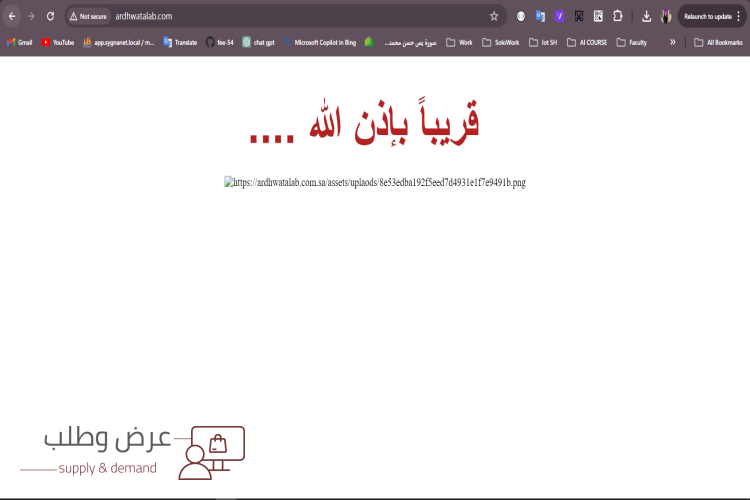 Not secure
ardhwatalab.com
Relaunch to update
Gmail
YouTube
app.sygnanet.local / m...
Translate
fee-54
chat gpt
Microsoft Copilot in Bing
سورة يس حسن محمد...
Work
SoloWork
Iot SH
AI COURSE
Faculty
»
All Bookmarks
قريباً بإذن الله ....
https://ardhwatalab.com.sa/assets/uplaods/8e53edba192f5eed7d4931e1f7e9491b.png
عرض وطلب
supply & demand